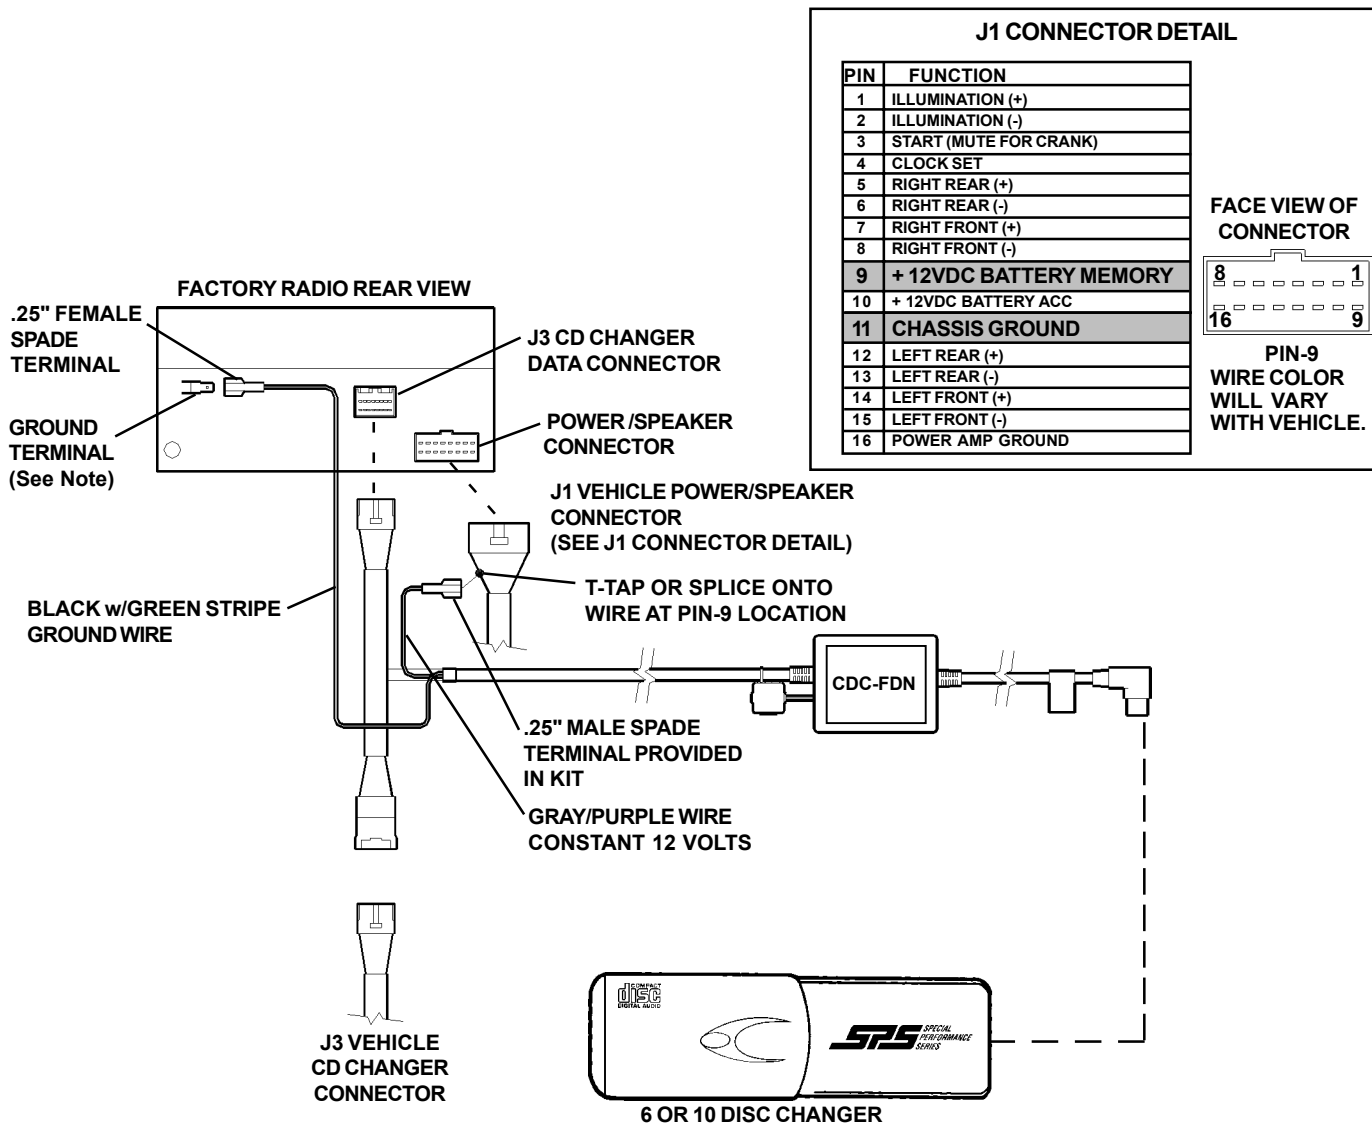 J1 CONNECTOR DETAIL
PIN FUNCTION
1 ILLUMINATION (+)
2 ILLUMINATION (-)
3 START (MUTE FOR CRANK)
4 CLOCK SET
5 RIGHT REAR (+)
6 RIGHT REAR (-)
7 RIGHT FRONT (+)
8 RIGHT FRONT (-)
9 + 12VDC BATTERY MEMORY
10 + 12VDC BATTERY ACC
11 CHASSIS GROUND
12 LEFT REAR (+)
13 LEFT REAR (-)
14 LEFT FRONT (+)
15 LEFT FRONT (-)
16 POWER AMP GROUND
FACE VIEW OF
CONNECTOR
8 1
16 9
PIN-9
WIRE COLOR
WILL VARY
WITH VEHICLE.
FACTORY RADIO REAR VIEW
.25" FEMALE
SPADE
TERMINAL
GROUND
TERMINAL
(See Note)
J3 CD CHANGER
DATA CONNECTOR
POWER /SPEAKER
CONNECTOR
J1 VEHICLE POWER/SPEAKER
CONNECTOR
(SEE J1 CONNECTOR DETAIL)
T-TAP OR SPLICE ONTO
WIRE AT PIN-9 LOCATION
BLACK w/GREEN STRIPE
GROUND WIRE
CDC-FDN
.25" MALE SPADE
TERMINAL PROVIDED
IN KIT
GRAY/PURPLE WIRE
CONSTANT 12 VOLTS
J3 VEHICLE
CD CHANGER
CONNECTOR
COMPACT
disc
DIGITAL AUDIO
SPS
SPECIAL
PERFORMANCE
SERIES
6 OR 10 DISC CHANGER